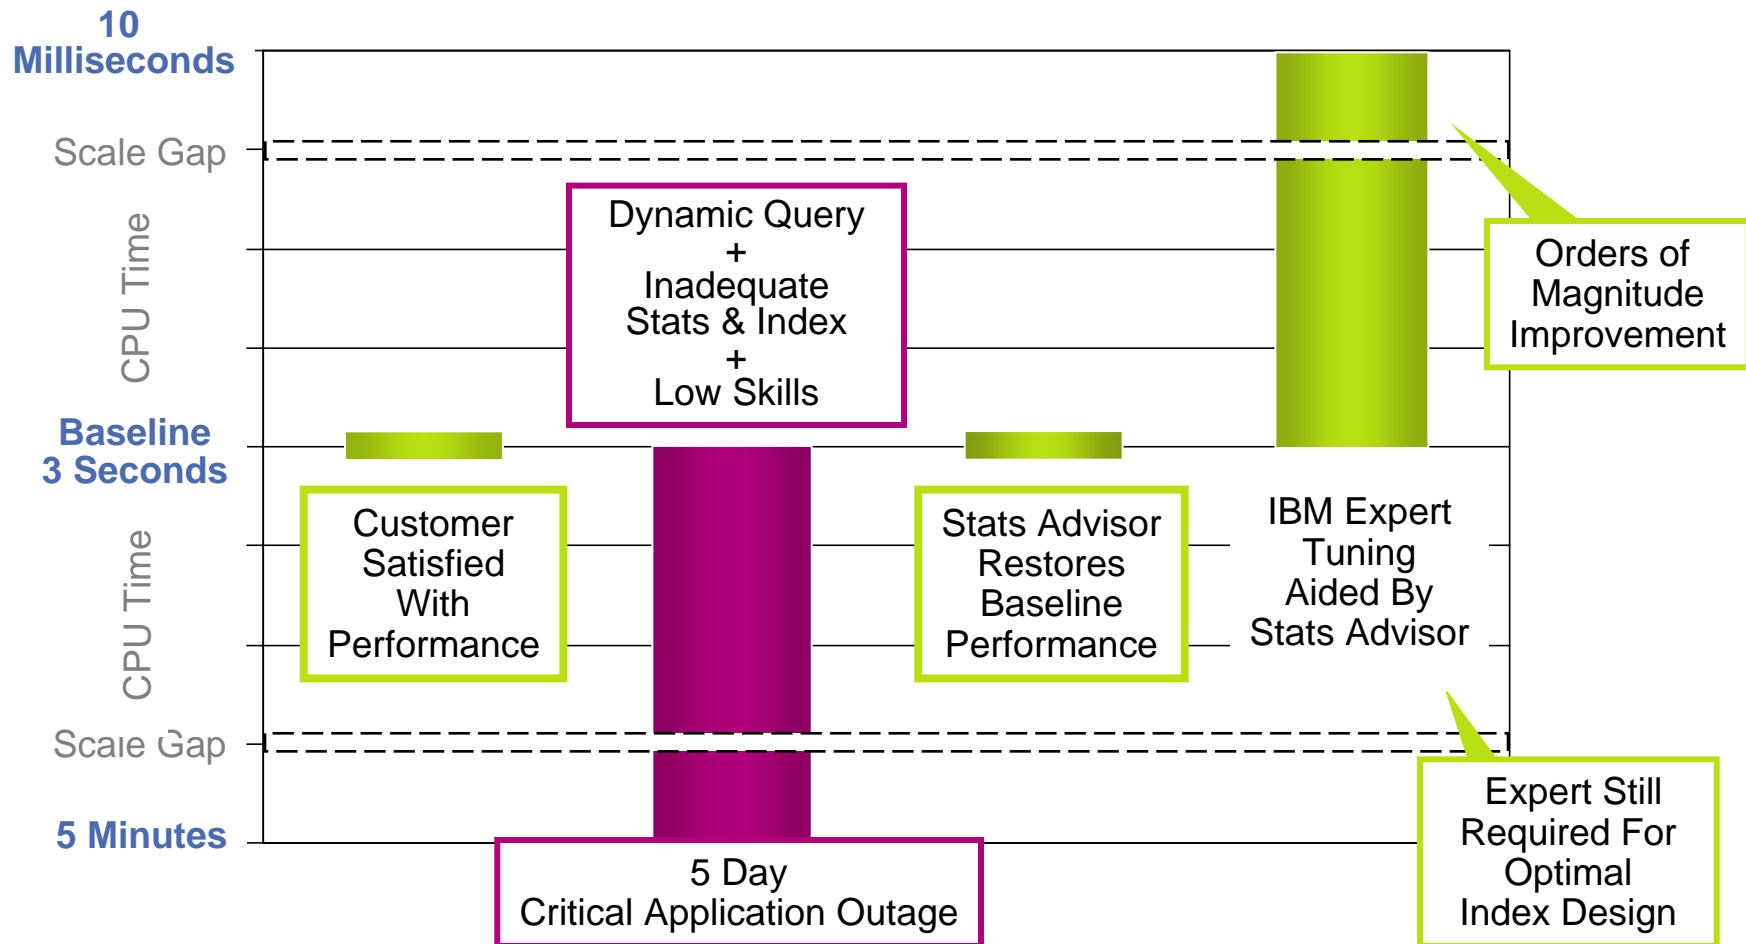 10
Milliseconds
Scale Gap
CPU Time
Baseline
3 Seconds
CPU Time
Scale Gap
5 Minutes
Customer
Satisfied
With
Performance
Dynamic Query
+
Inadequate
Stats & Index
+
Low Skills
5 Day
Critical Application Outage
Stats Advisor
Restores
Baseline
Performance
IBM Expert
Tuning
Aided By
Stats Advisor
Orders of
Magnitude
Improvement
Expert Still
Required For
Optimal
Index Design